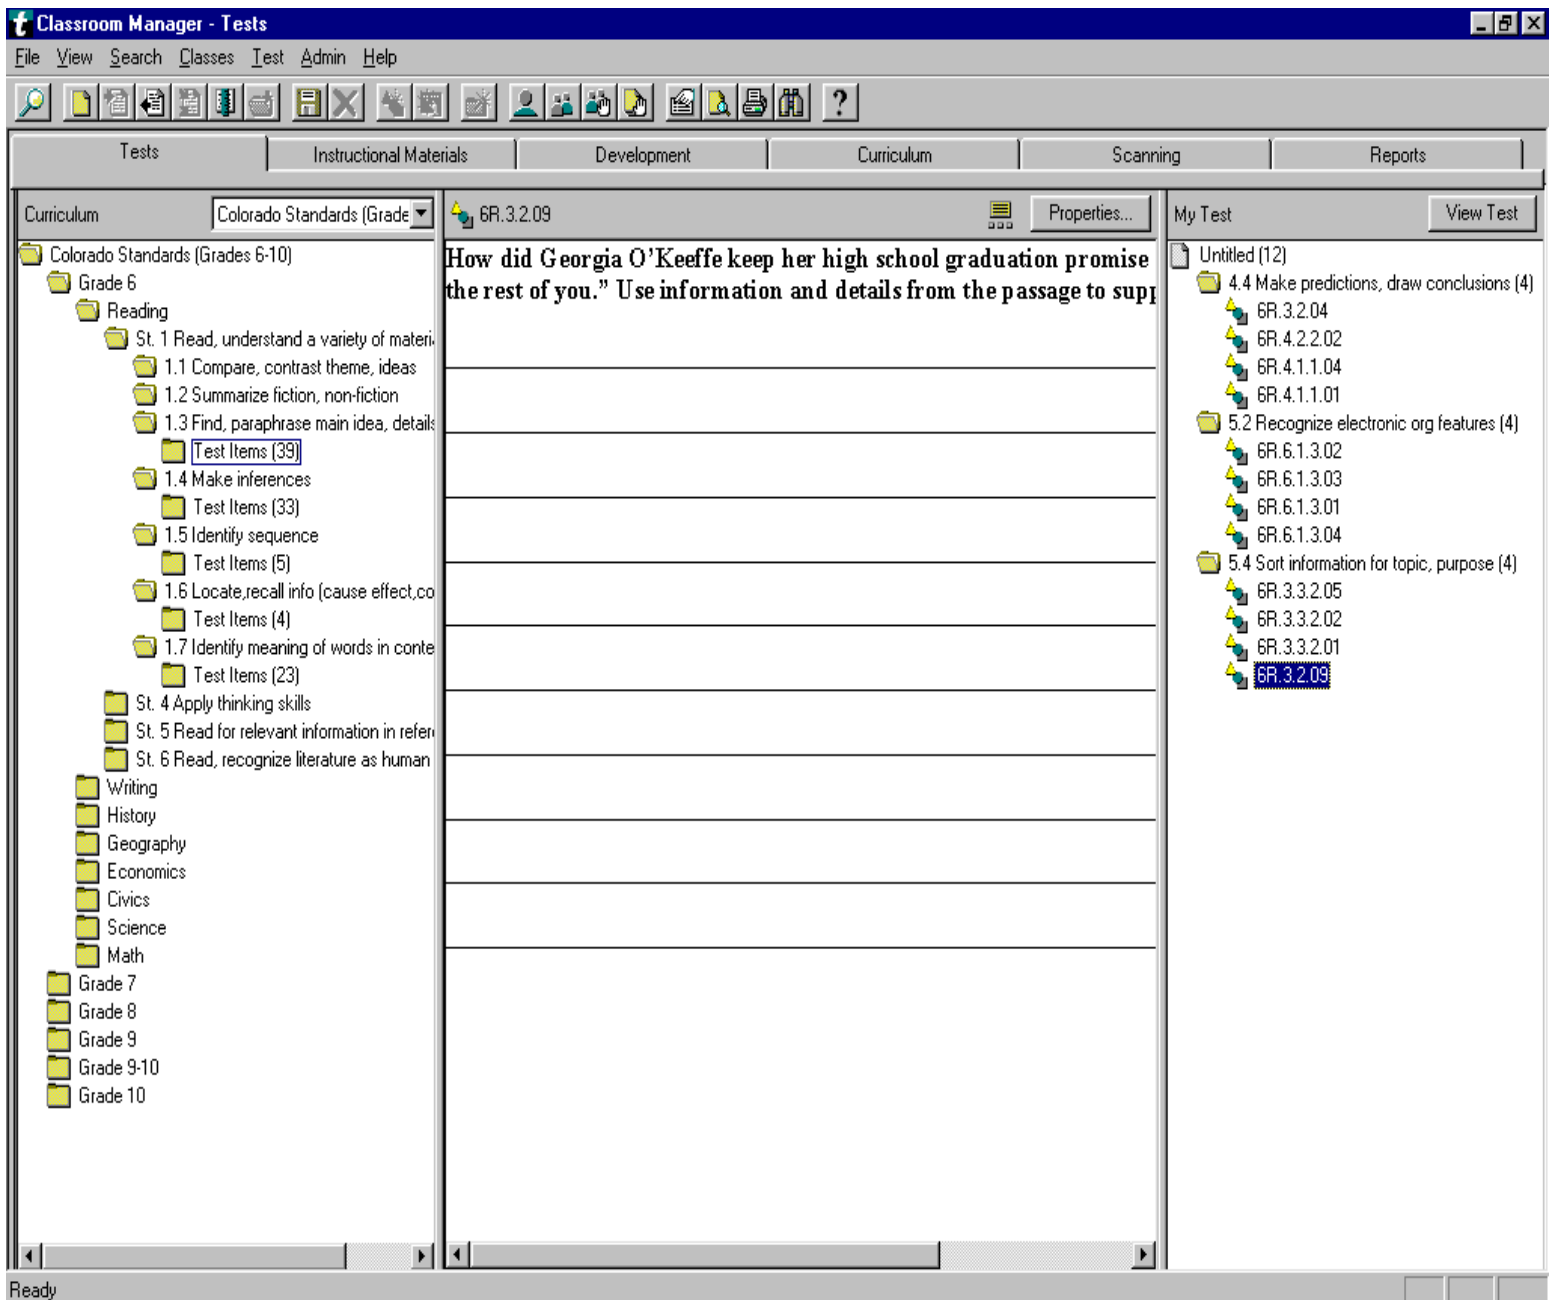 Classroom Manager - Tests
File View Search Classes Test Admin Help
Tests Instructional Materials Development Curriculum Scanning Reports
Curriculum
Colorado Standards (Grade
Colorado Standards (Grades 6-10)
Grade 6
Reading
St. 1 Read, understand a variety of materi
1.1 Compare, contrast theme, ideas
1.2 Summarize fiction, non-fiction
1.3 Find, paraphrase main idea, details
Test Items (39)
1.4 Make inferences
Test Items (33)
1.5 Identify sequence
Test Items (5)
1.6 Locate,recall info (cause effect,co
Test Items (4)
1.7 Identify meaning of words in conte
Test Items (23)
St. 4 Apply thinking skills
St. 5 Read for relevant information in refer
St. 6 Read, recognize literature as human
Writing
History
Geography
Economics
Civics
Science
Math
Grade 7
Grade 8
Grade 9
Grade 9-10
Grade 10
6R.3.2.09
Properties...
How did Georgia O’Keeffe keep her high school graduation promise
the rest of you.” Use information and details from the passage to supp
My Test
View Test
Untitled (12)
4.4 Make predictions, draw conclusions (4)
6R.3.2.04
6R.4.2.2.02
6R.4.1.1.04
6R.4.1.1.01
5.2 Recognize electronic org features (4)
6R.6.1.3.02
6R.6.1.3.03
6R.6.1.3.01
6R.6.1.3.04
5.4 Sort information for topic, purpose (4)
6R.3.3.2.05
6R.3.3.2.02
6R.3.3.2.01
6R.3.2.09
Ready